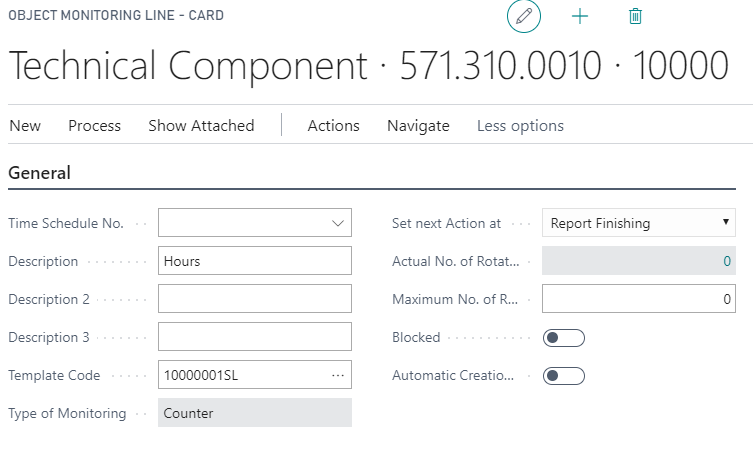 OBJECT MONITORING LINE - CARD
Technical Component · 571.310.0010 · 10000
New Process Show Attached Actions Navigate Less options
General
Time Schedule No.
Description Hours
Description 2
Description 3
Template Code 10000001SL ...
Type of Monitoring Counter
Set next Action at Report Finishing
Actual No. of Rotat... 0
Maximum No. of R... 0
Blocked
Automatic Creatio...